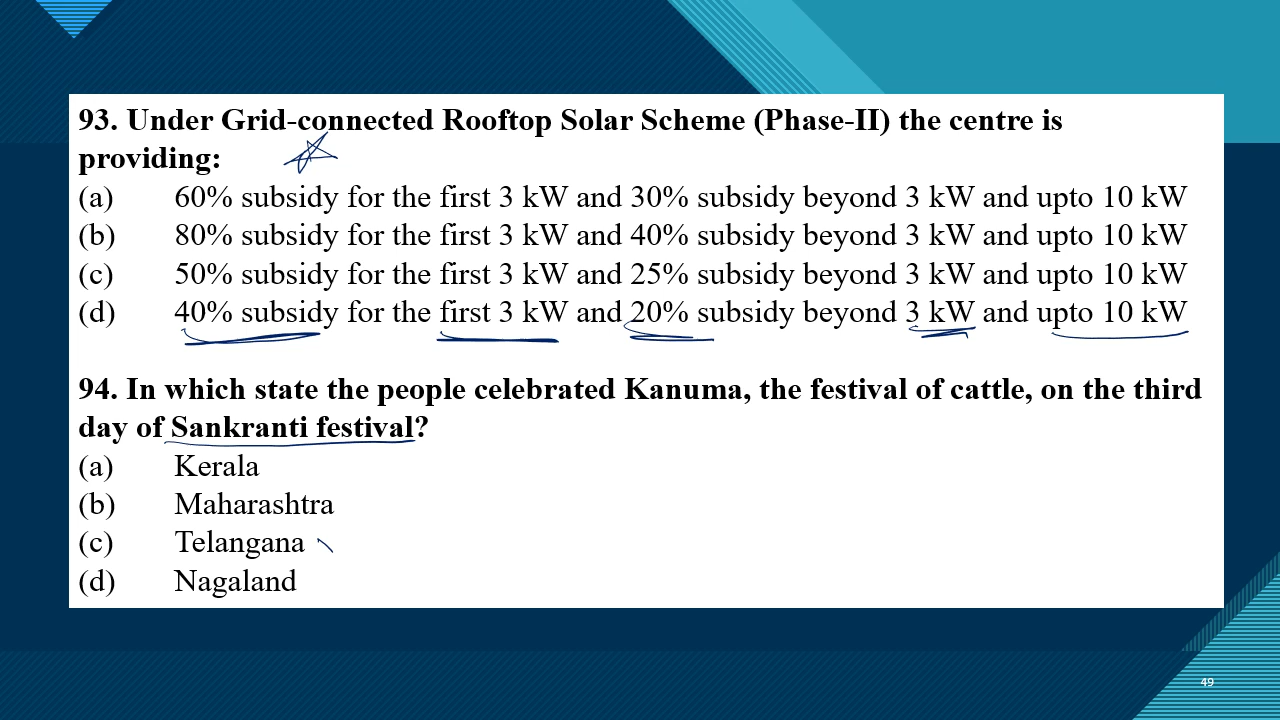 93. Under Grid-connected Rooftop Solar Scheme (Phase-II) the centre is
providing:
(a) 60% subsidy for the first 3 kW and 30% subsidy beyond 3 kW and upto 10 kW
(b) 80% subsidy for the first 3 kW and 40% subsidy beyond 3 kW and upto 10 kW
(c) 50% subsidy for the first 3 kW and 25% subsidy beyond 3 kW and upto 10 kW
(d) 40% subsidy for the first 3 kW and 20% subsidy beyond 3 kW and upto 10 kW
94. In which state the people celebrated Kanuma, the festival of cattle, on the third
day of Sankranti festival?
(a) Kerala
(b) Maharashtra
(c) Telangana
(d) Nagaland
49